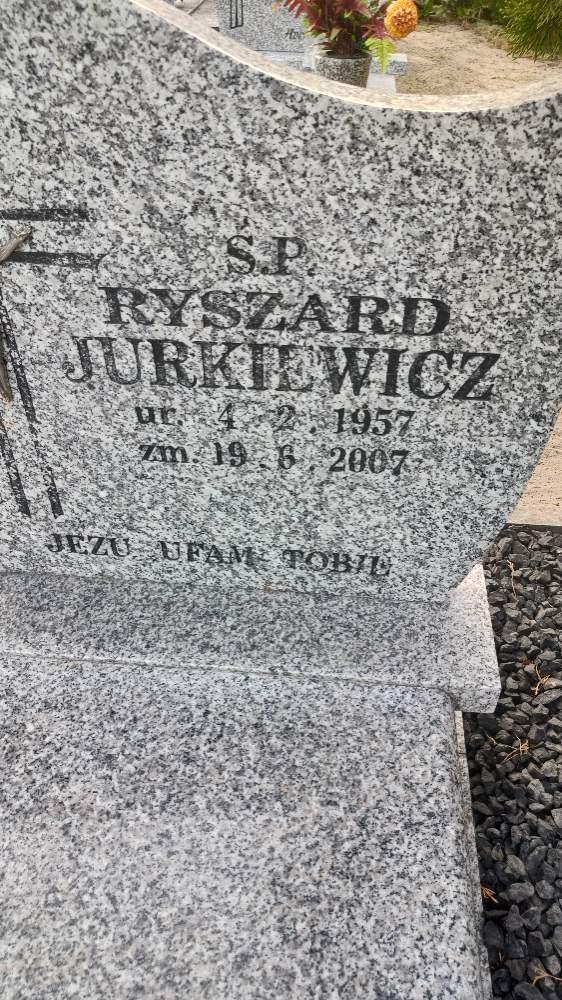 Ś.P.
RYSZARD
JURKIEWICZ
ur. 4.2.1957
zm. 19.6.2007
JEZU UFAM TOBIE